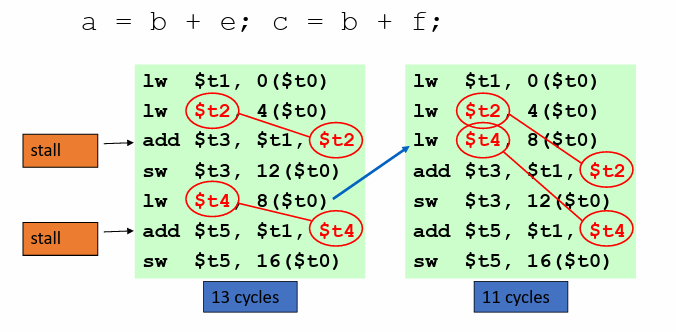 a = b + e; c = b + f;
lw $t1, 0($t0)
lw $t2, 4($t0)
stall
add $t3, $t1, $t2
sw $t3, 12($t0)
lw $t4, 8($t0)
stall
add $t5, $t1, $t4
sw $t5, 16($t0)
13 cycles
lw $t1, 0($t0)
lw $t2, 4($t0)
lw $t4, 8($t0)
add $t3, $t1, $t2
sw $t3, 12($t0)
add $t5, $t1, $t4
sw $t5, 16($t0)
11 cycles